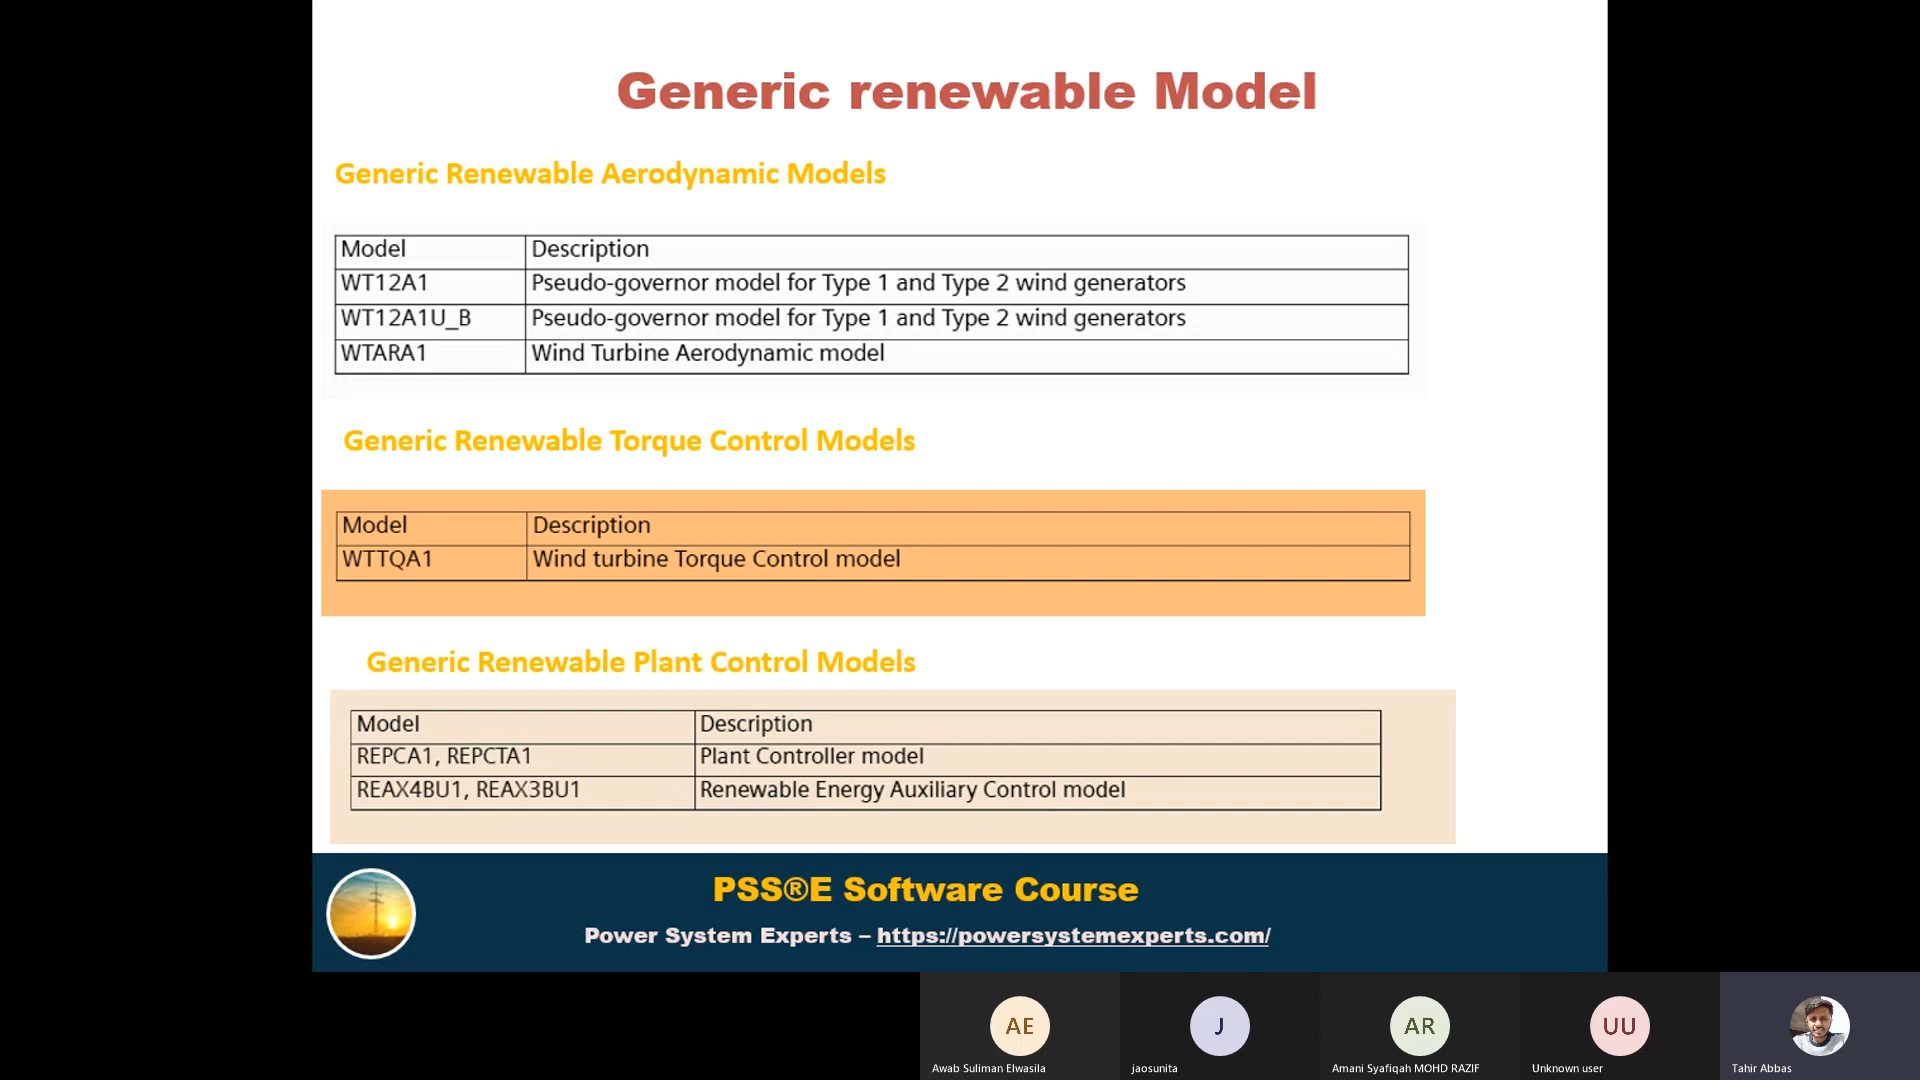 Generic renewable Model
Generic Renewable Aerodynamic Models
Model Description
WT12A1 Pseudo-governor model for Type 1 and Type 2 wind generators
WT12A1U_B Pseudo-governor model for Type 1 and Type 2 wind generators
WTARA1 Wind Turbine Aerodynamic model
Generic Renewable Torque Control Models
Model Description
WTTQA1 Wind turbine Torque Control model
Generic Renewable Plant Control Models
Model Description
REPCA1, REPCTA1 Plant Controller model
REAX4BU1, REAX3BU1 Renewable Energy Auxiliary Control model
PSS®E Software Course
Power System Experts – https://powersystemexperts.com/
AE J AR UU
Awab Suliman Elwasila jaosunita Amani Syafiqah MOHD RAZIF Unknown user Tahir Abbas